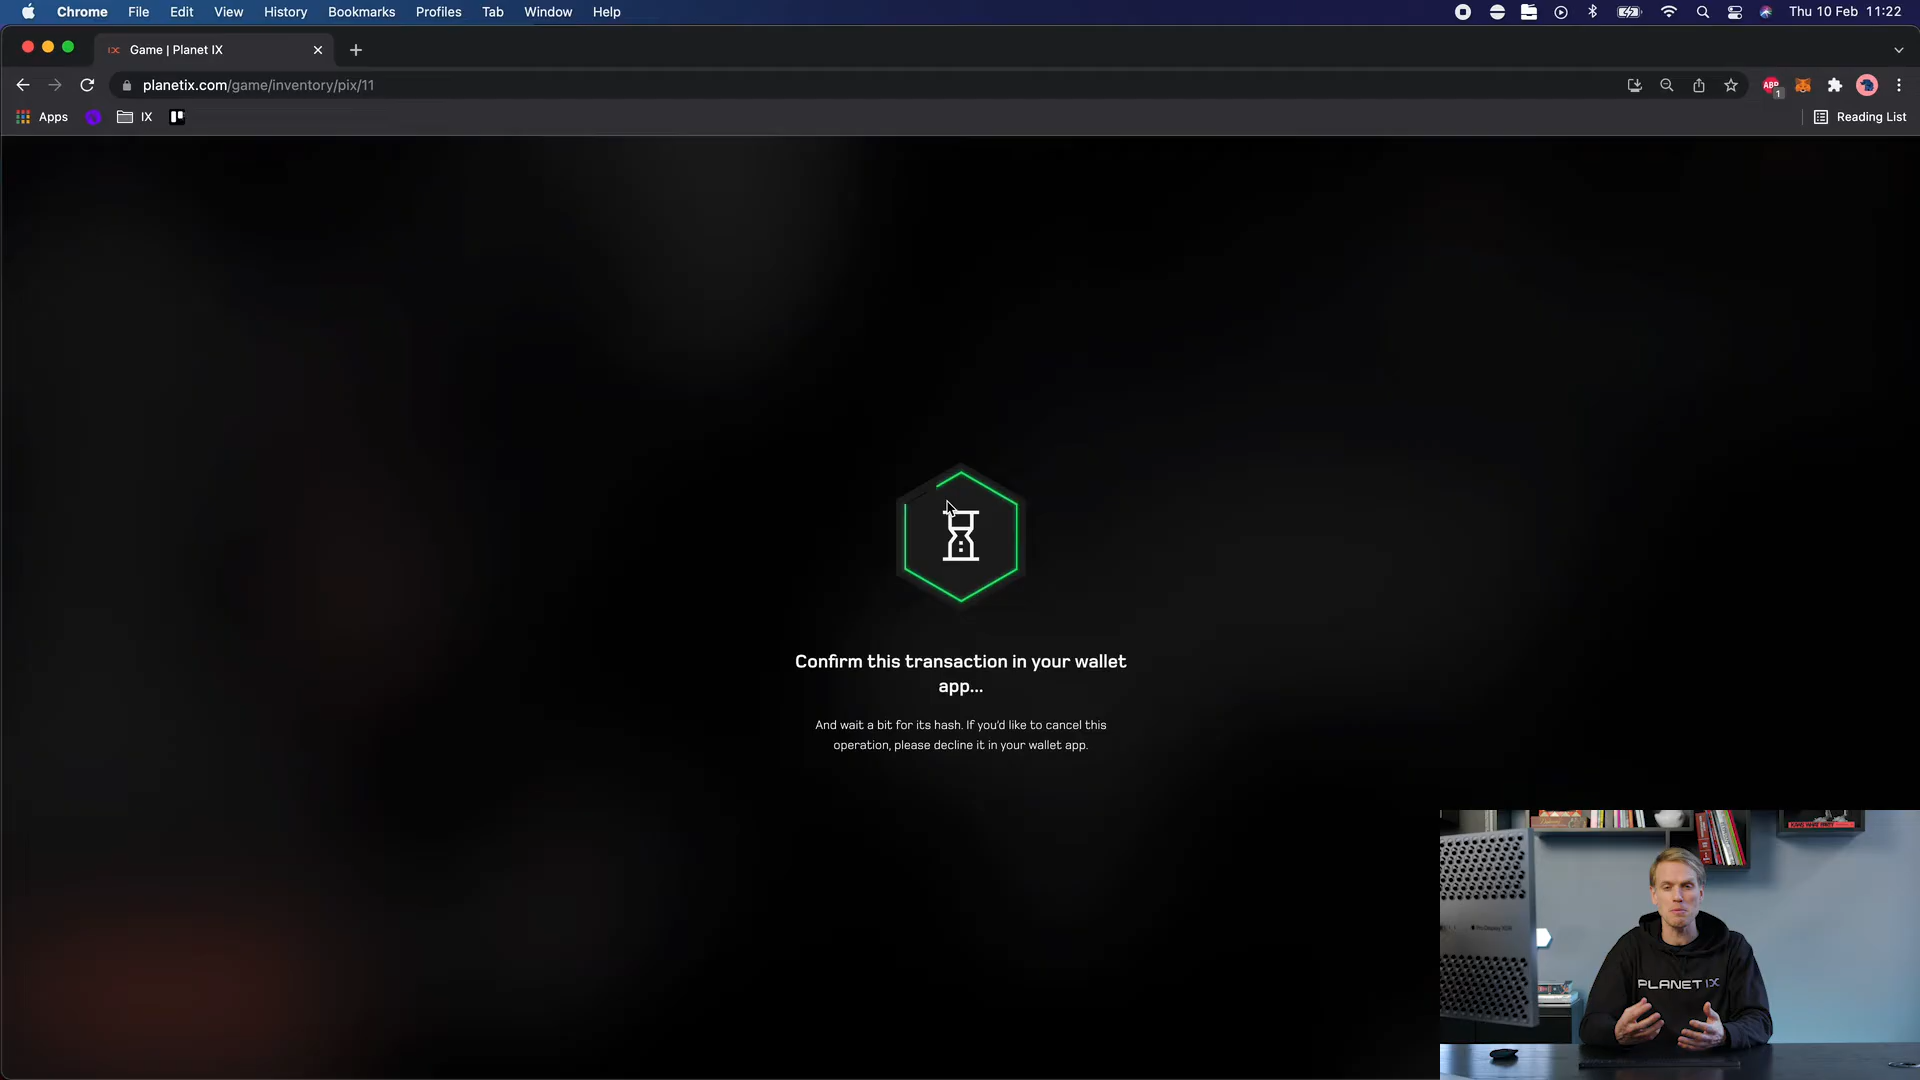 Chrome File Edit View History Bookmarks Profiles Tab Window Help Thu 10 Feb 11:22
Game | Planet IX
planetix.com/game/inventory/pix/11
ABP 1
Apps IX Reading List
Confirm this transaction in your wallet
app...
And wait a bit for its hash. If you'd like to cancel this
operation, please decline it in your wallet app.
PLANET IX